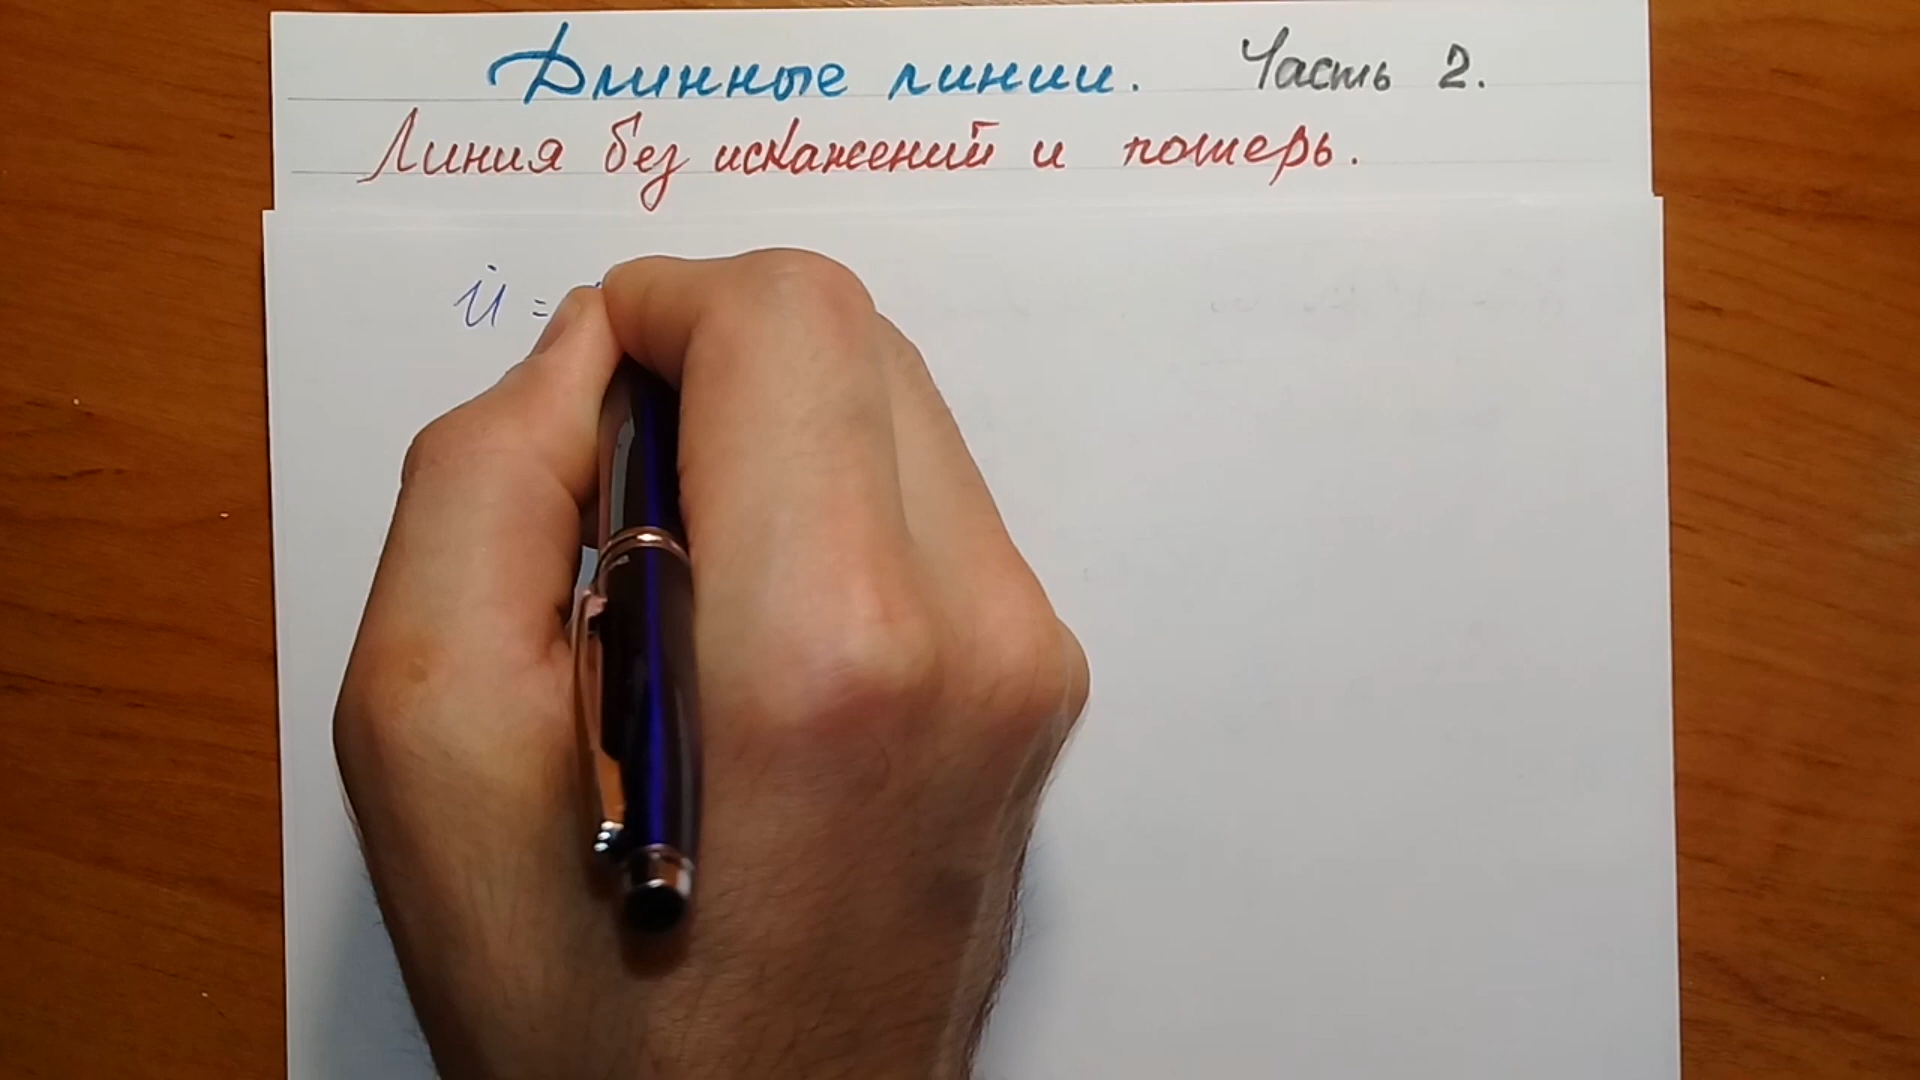 Длинные линии. Часть 2.
Линия без искажений и потерь.
U̇ =